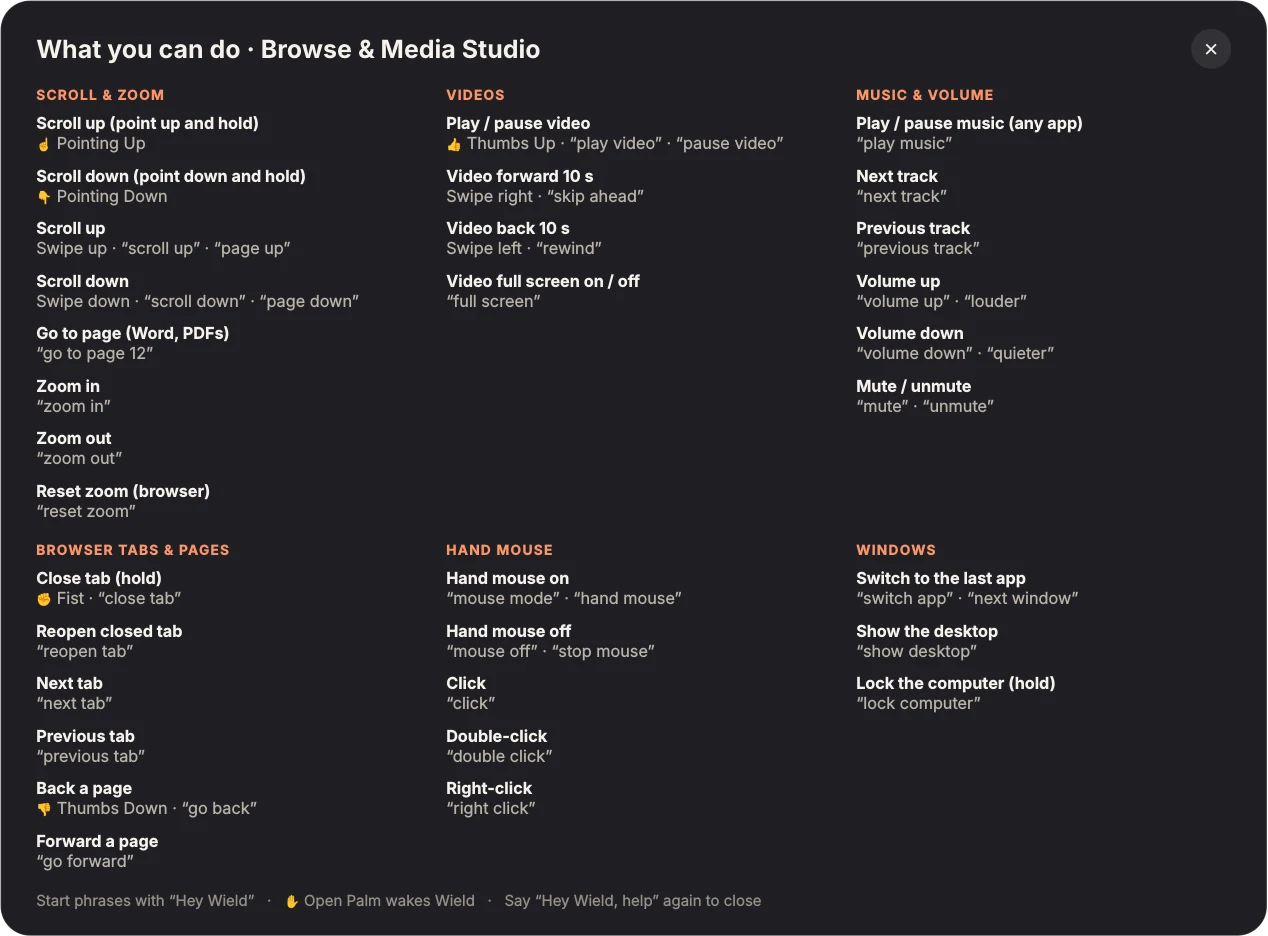 What you can do · Browse & Media Studio
SCROLL & ZOOM
Scroll up (point up and hold)
☝ Pointing Up
Scroll down (point down and hold)
👇 Pointing Down
Scroll up
Swipe up · “scroll up” · “page up”
Scroll down
Swipe down · “scroll down” · “page down”
Go to page (Word, PDFs)
“go to page 12”
Zoom in
“zoom in”
Zoom out
“zoom out”
Reset zoom (browser)
“reset zoom”
VIDEOS
Play / pause video
👍 Thumbs Up · “play video” · “pause video”
Video forward 10 s
Swipe right · “skip ahead”
Video back 10 s
Swipe left · “rewind”
Video full screen on / off
“full screen”
MUSIC & VOLUME
Play / pause music (any app)
“play music”
Next track
“next track”
Previous track
“previous track”
Volume up
“volume up” · “louder”
Volume down
“volume down” · “quieter”
Mute / unmute
“mute” · “unmute”
BROWSER TABS & PAGES
Close tab (hold)
✊ Fist · “close tab”
Reopen closed tab
“reopen tab”
Next tab
“next tab”
Previous tab
“previous tab”
Back a page
👎 Thumbs Down · “go back”
Forward a page
“go forward”
HAND MOUSE
Hand mouse on
“mouse mode” · “hand mouse”
Hand mouse off
“mouse off” · “stop mouse”
Click
“click”
Double-click
“double click”
Right-click
“right click”
WINDOWS
Switch to the last app
“switch app” · “next window”
Show the desktop
“show desktop”
Lock the computer (hold)
“lock computer”
Start phrases with “Hey Wield” · ✋ Open Palm wakes Wield · Say “Hey Wield, help” again to close